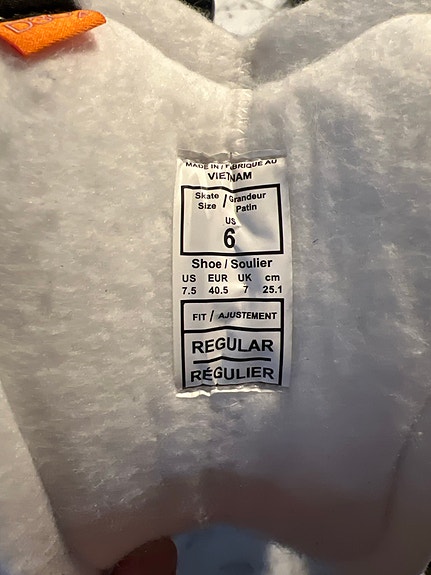 MADE IN / FABRIQUÉ AU
VIETNAM
Skate / Grandeur
Size Patin
US
6
Shoe / Soulier
US EUR UK cm
7.5 40.5 7 25.1
FIT / AJUSTEMENT
REGULAR
RÉGULIER